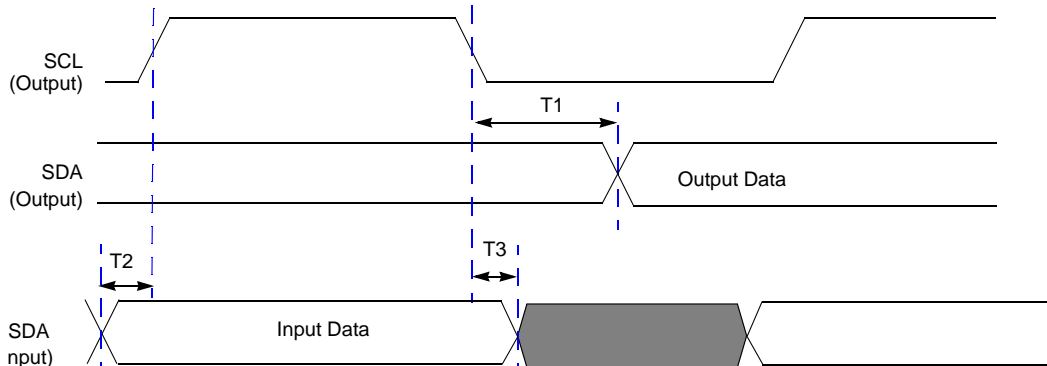 SCL
(Output)
T1
SDA
(Output)
Output Data
T2
T3
SDA
Input Data
nput)